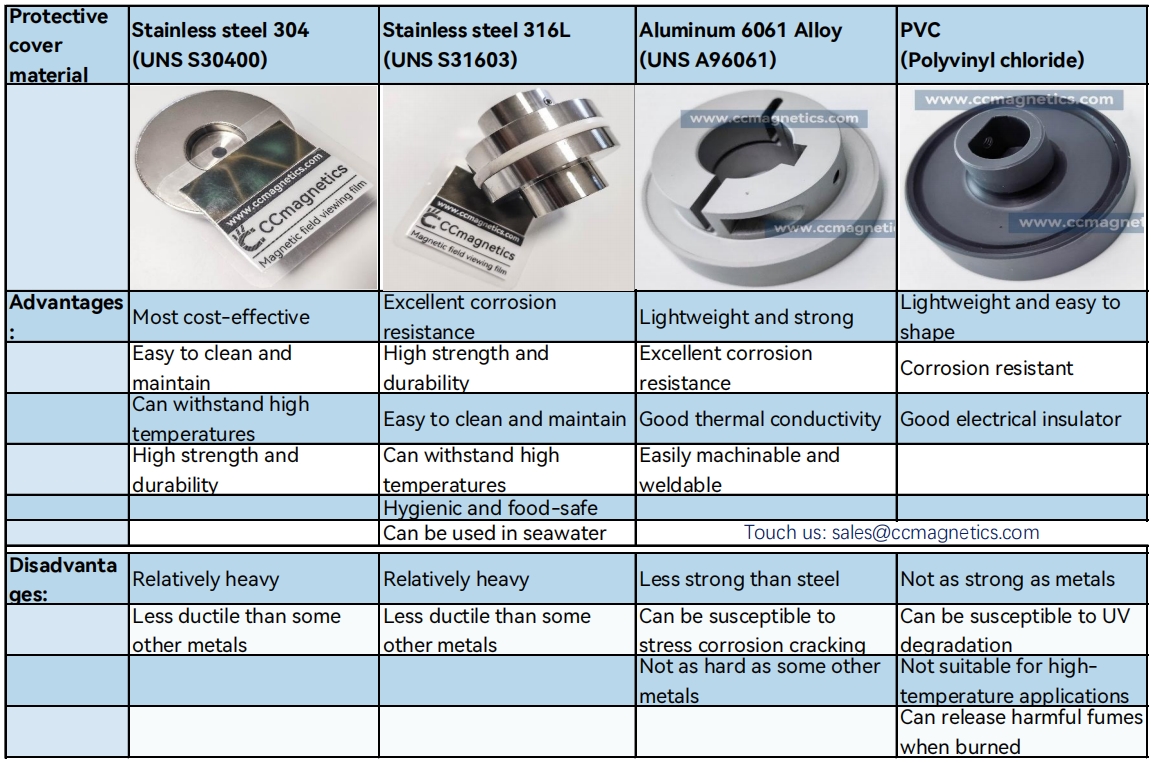 Protective
cover
material
Stainless steel 304
(UNS S30400)
Stainless steel 316L
(UNS S31603)
Aluminum 6061 Alloy
(UNS A96061)
PVC
(Polyvinyl chloride)
www.ccmagnetics.com
CCmagnetics
Magnetic field viewing film
www.ccmagnetics.com
CCmagnetics
Magnetic field viewing film
www.ccmagnetics.com
www.ccmagneti
www.ccmagnetics.com
www.ccmagnet
Advantages
:
Most cost-effective
Excellent corrosion
resistance
Lightweight and strong
Lightweight and easy to
shape
Easy to clean and
maintain
High strength and
durability
Excellent corrosion
resistance
Corrosion resistant
Can withstand high
temperatures
Easy to clean and maintain
Good thermal conductivity
Good electrical insulator
High strength and
durability
Can withstand high
temperatures
Easily machinable and
weldable
Hygienic and food-safe
Can be used in seawater
Touch us: sales@ccmagnetics.com
Disadvanta
ges:
Relatively heavy
Relatively heavy
Less strong than steel
Not as strong as metals
Less ductile than some
other metals
Less ductile than some
other metals
Can be susceptible to
stress corrosion cracking
Can be susceptible to UV
degradation
Not as hard as some other
metals
Not suitable for high-
temperature applications
Can release harmful fumes
when burned